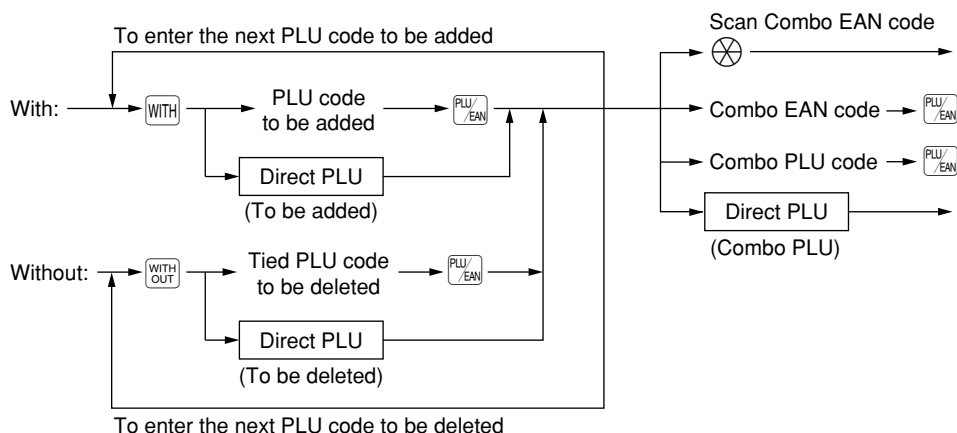 Scan Combo EAN code
To enter the next PLU code to be added
With:
WITH
PLU code
to be added
PLU/EAN
Combo EAN code
PLU/EAN
Combo PLU code
PLU/EAN
Direct PLU
(To be added)
Direct PLU
(Combo PLU)
Without:
WITH
OUT
Tied PLU code
to be deleted
PLU/EAN
Direct PLU
(To be deleted)
To enter the next PLU code to be deleted